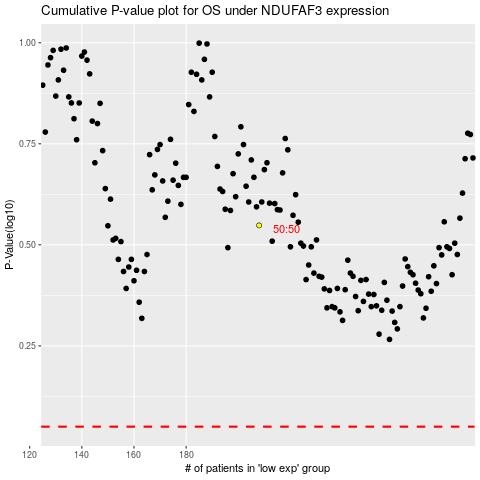 Cumulative P-value plot for OS under NDUFAF3 expression
P-Value(log10)
1.00
0.75
0.50
0.25
50:50
120 140 160 180
# of patients in 'low exp' group